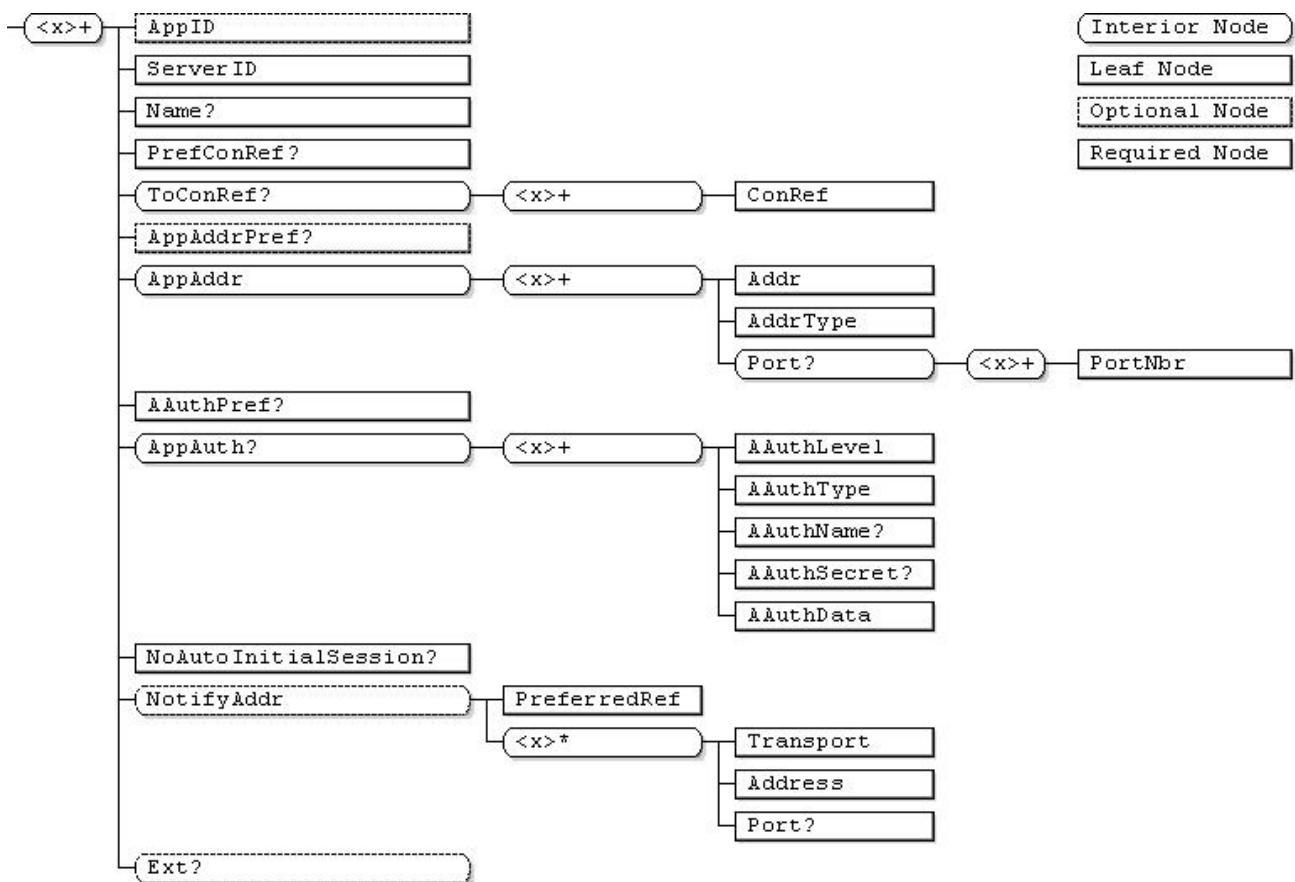 <x>+ AppID Interior Node
ServerID Leaf Node
Name? Optional Node
PrefConRef? Required Node
ToConRef? <x>+ ConRef
AppAddrPref?
AppAddr <x>+ Addr
AddrType
Port? <x>+ PortNbr
AAuthPref?
AppAuth? <x>+ AAuthLevel
AAuthType
AAuthName?
AAuthSecret?
AAuthData
NoAutoInitialSession?
NotifyAddr PreferredRef
<x>* Transport
Address
Port?
Ext?